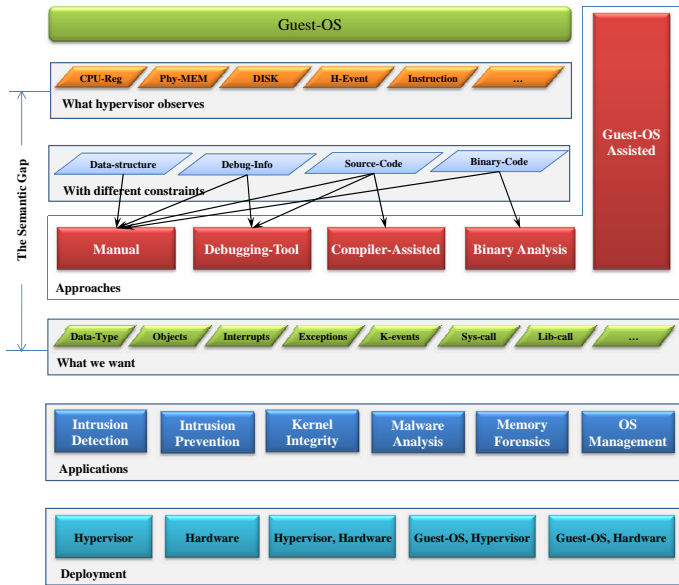 Guest-OS
CPU-Reg
Phy-MEM
DISK
H-Event
Instruction
...
What hypervisor observes
Guest-OS
Assisted
Data-structure
Debug-Info
Source-Code
Binary-Code
With different constraints
The Semantic Gap
Manual
Debugging-Tool
Compiler-Assisted
Binary Analysis
Approaches
Data-Type
Objects
Interrupts
Exceptions
K-events
Sys-call
Lib-call
...
What we want
Intrusion
Detection
Intrusion
Prevention
Kernel
Integrity
Malware
Analysis
Memory
Forensics
OS
Management
Applications
Hypervisor
Hardware
Hypervisor, Hardware
Guest-OS, Hypervisor
Guest-OS, Hardware
Deployment